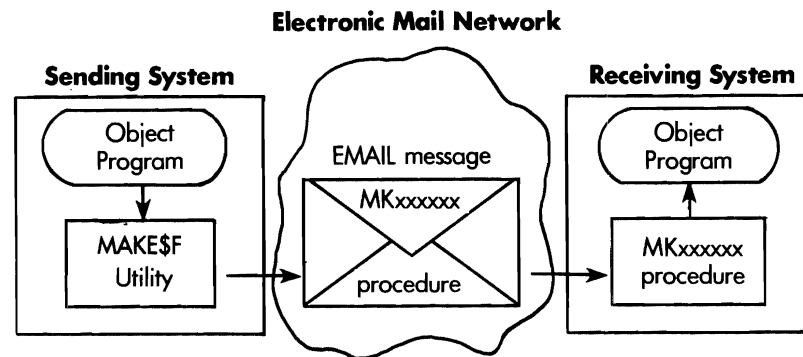 Electronic Mail Network
Sending System
Object
Program
MAKE$F
Utility
EMAIL message
MKxxxxxx
procedure
Receiving System
Object
Program
MKxxxxxx
procedure